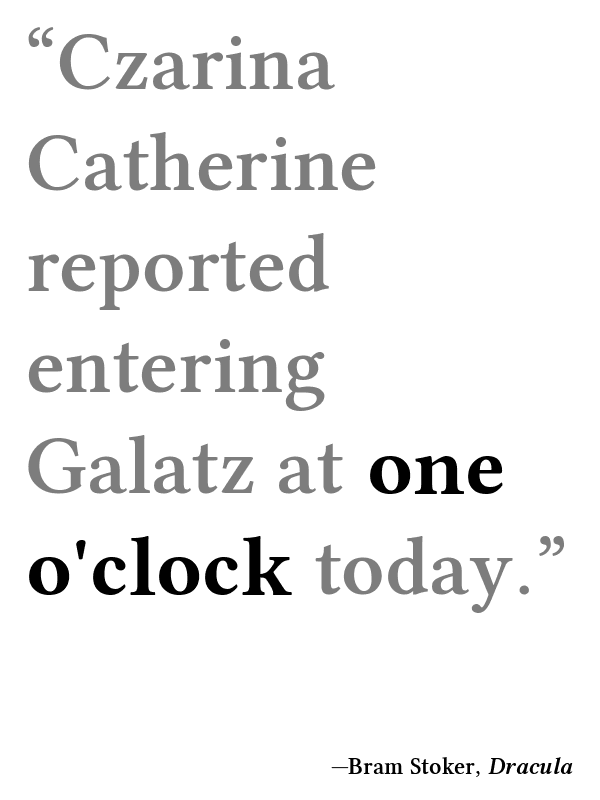 “Czarina
Catherine
reported
entering
Galatz at one
o'clock today.”
—Bram Stoker, Dracula